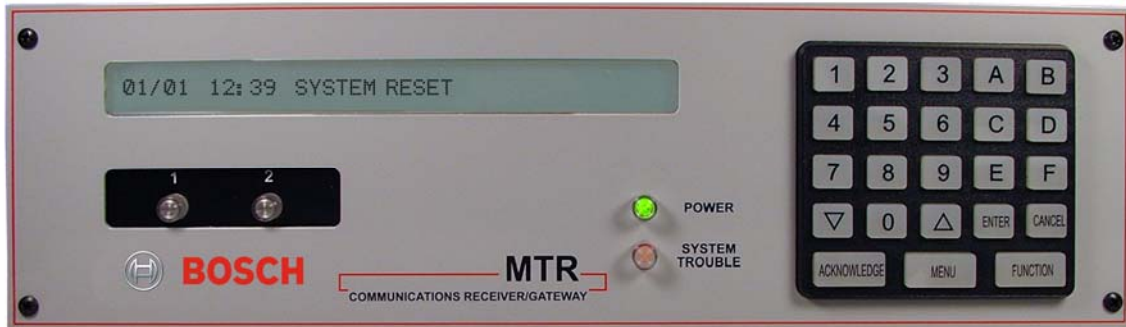 01/01 12:39 SYSTEM RESET
1 2
POWER
SYSTEM
TROUBLE
BOSCH
MTR
COMMUNICATIONS RECEIVER/GATEWAY
1 2 3 A B
4 5 6 C D
7 8 9 E F
▽ 0 △ ENTER CANCEL
ACKNOWLEDGE MENU FUNCTION